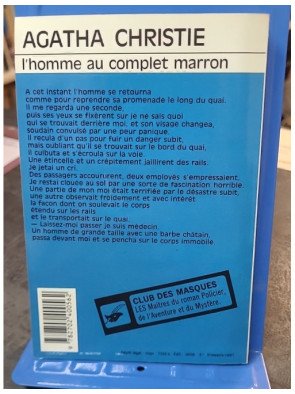 AGATHA CHRISTIE
l'homme au complet marron
A cet instant l'homme se retourna
comme pour reprendre sa promenade le long du quai.
Il me regarda une seconde,
puis ses yeux se fixèrent sur je ne sais quoi
qui se trouvait derrière moi, et son visage changea,
soudain convulsé par une peur panique.
Il recula d'un pas pour fuir un danger subit,
mais oubliant qu'il se trouvait sur le bord du quai,
il culbuta et s'écroula sur la voie.
Une étincelle et un crépitement jaillirent des rails.
Je jetai un cri.
Des passagers accoururent, deux employés s'empressaient.
Je restai clouée au sol par une sorte de fascination horrible.
Une partie de mon moi était terrifiée par le désastre subit,
une autre observait froidement et avec intérêt
la façon dont on soulevait le corps
étendu sur les rails
et le transportait sur le quai.
— Laissez-moi passer je suis médecin.
Un homme de grande taille avec une barbe châtain,
passa devant moi et se pencha sur le corps immobile.
CLUB DES MASQUES
LES Maîtres du roman Policier,
de l'Aventure et du Mystère.